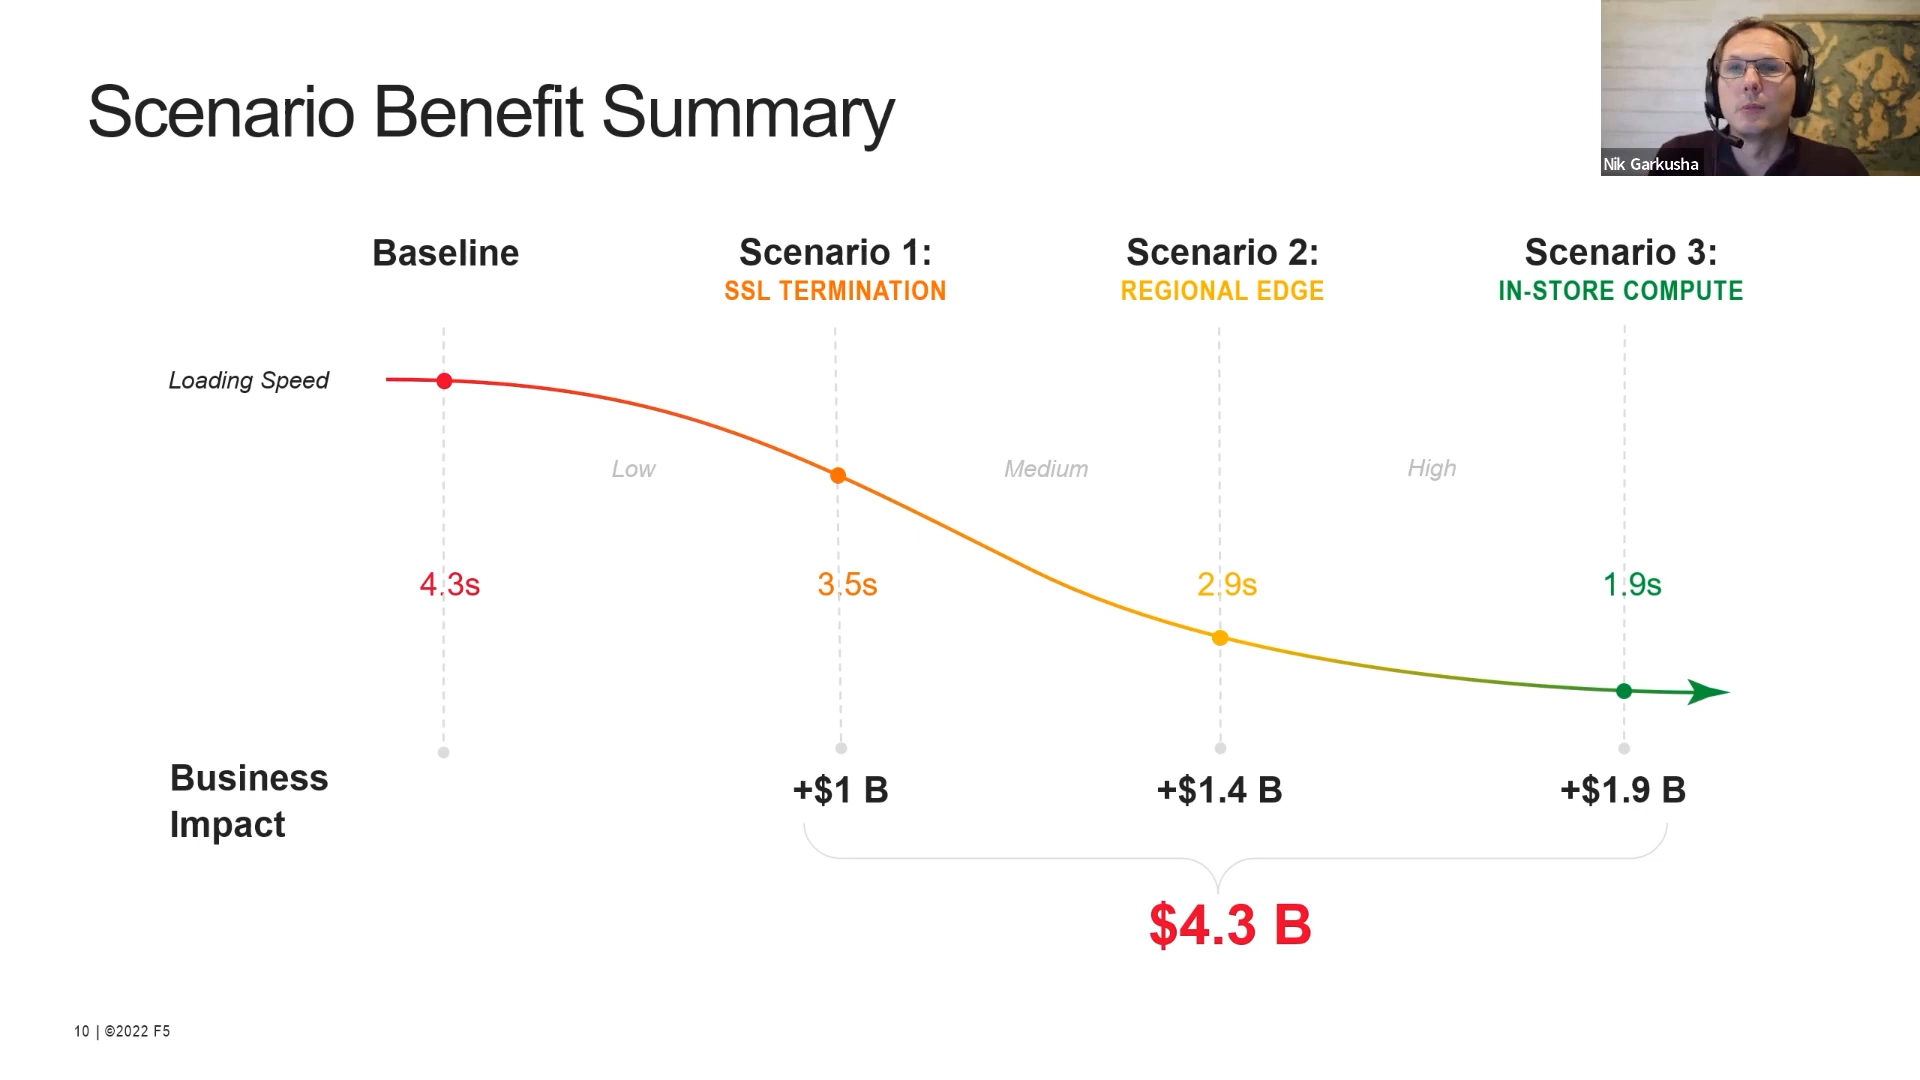 Scenario Benefit Summary
Nik Garkusha
Baseline
Scenario 1:
SSL TERMINATION
Scenario 2:
REGIONAL EDGE
Scenario 3:
IN-STORE COMPUTE
Loading Speed
Low
Medium
High
4.3s
3.5s
2.9s
1.9s
Business
Impact
+$1 B
+$1.4 B
+$1.9 B
$4.3 B
10 | ©2022 F5